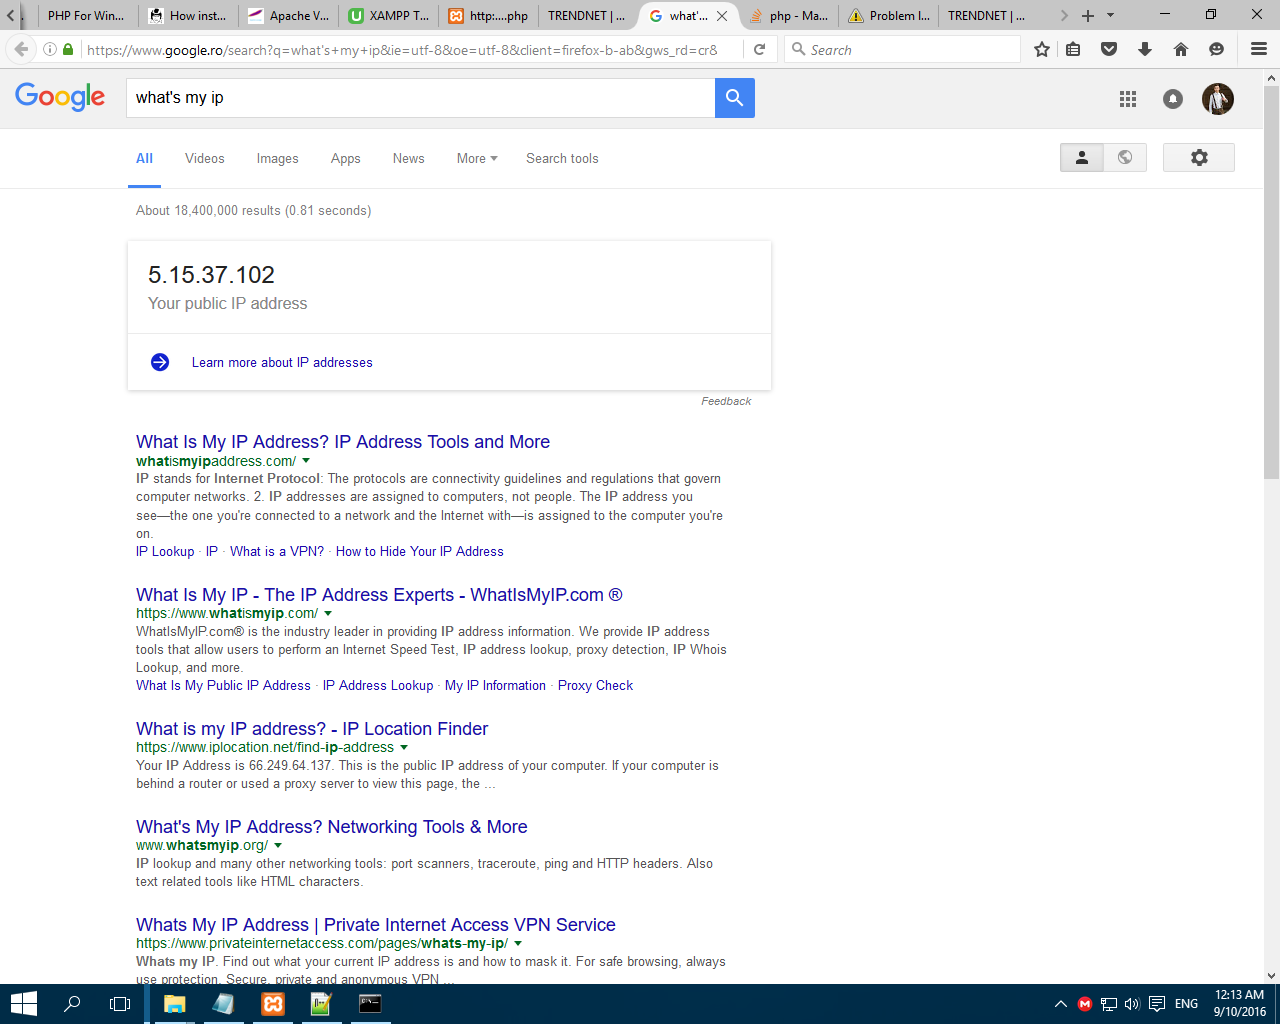 PHP For Win...
How inst...
Apache V...
XAMPP T...
http:....php
TRENDNET | ...
what'...
php - Ma...
Problem I...
TRENDNET | ...
https://www.google.ro/search?q=what's+my+ip&ie=utf-8&oe=utf-8&client=firefox-b-ab&gws_rd=cr&
Search
Google
what's my ip
All
Videos
Images
Apps
News
More
Search tools
About 18,400,000 results (0.81 seconds)
5.15.37.102
Your public IP address
Learn more about IP addresses
Feedback
What Is My IP Address? IP Address Tools and More
whatismyipaddress.com/
IP stands for Internet Protocol: The protocols are connectivity guidelines and regulations that govern
computer networks. 2. IP addresses are assigned to computers, not people. The IP address you
see—the one you're connected to a network and the Internet with—is assigned to the computer you're
on.
IP Lookup · IP · What is a VPN? · How to Hide Your IP Address
What Is My IP - The IP Address Experts - WhatIsMyIP.com ®
https://www.whatismyip.com/
WhatIsMyIP.com® is the industry leader in providing IP address information. We provide IP address
tools that allow users to perform an Internet Speed Test, IP address lookup, proxy detection, IP Whois
Lookup, and more.
What Is My Public IP Address · IP Address Lookup · My IP Information · Proxy Check
What is my IP address? - IP Location Finder
https://www.iplocation.net/find-ip-address
Your IP Address is 66.249.64.137. This is the public IP address of your computer. If your computer is
behind a router or used a proxy server to view this page, the ...
What's My IP Address? Networking Tools & More
www.whatsmyip.org/
IP lookup and many other networking tools: port scanners, traceroute, ping and HTTP headers. Also
text related tools like HTML characters.
Whats My IP Address | Private Internet Access VPN Service
https://www.privateinternetaccess.com/pages/whats-my-ip/
Whats my IP. Find out what your current IP address is and how to mask it. For safe browsing, always
use protection. Secure, private and anonymous VPN ...
ENG
12:13 AM
9/10/2016